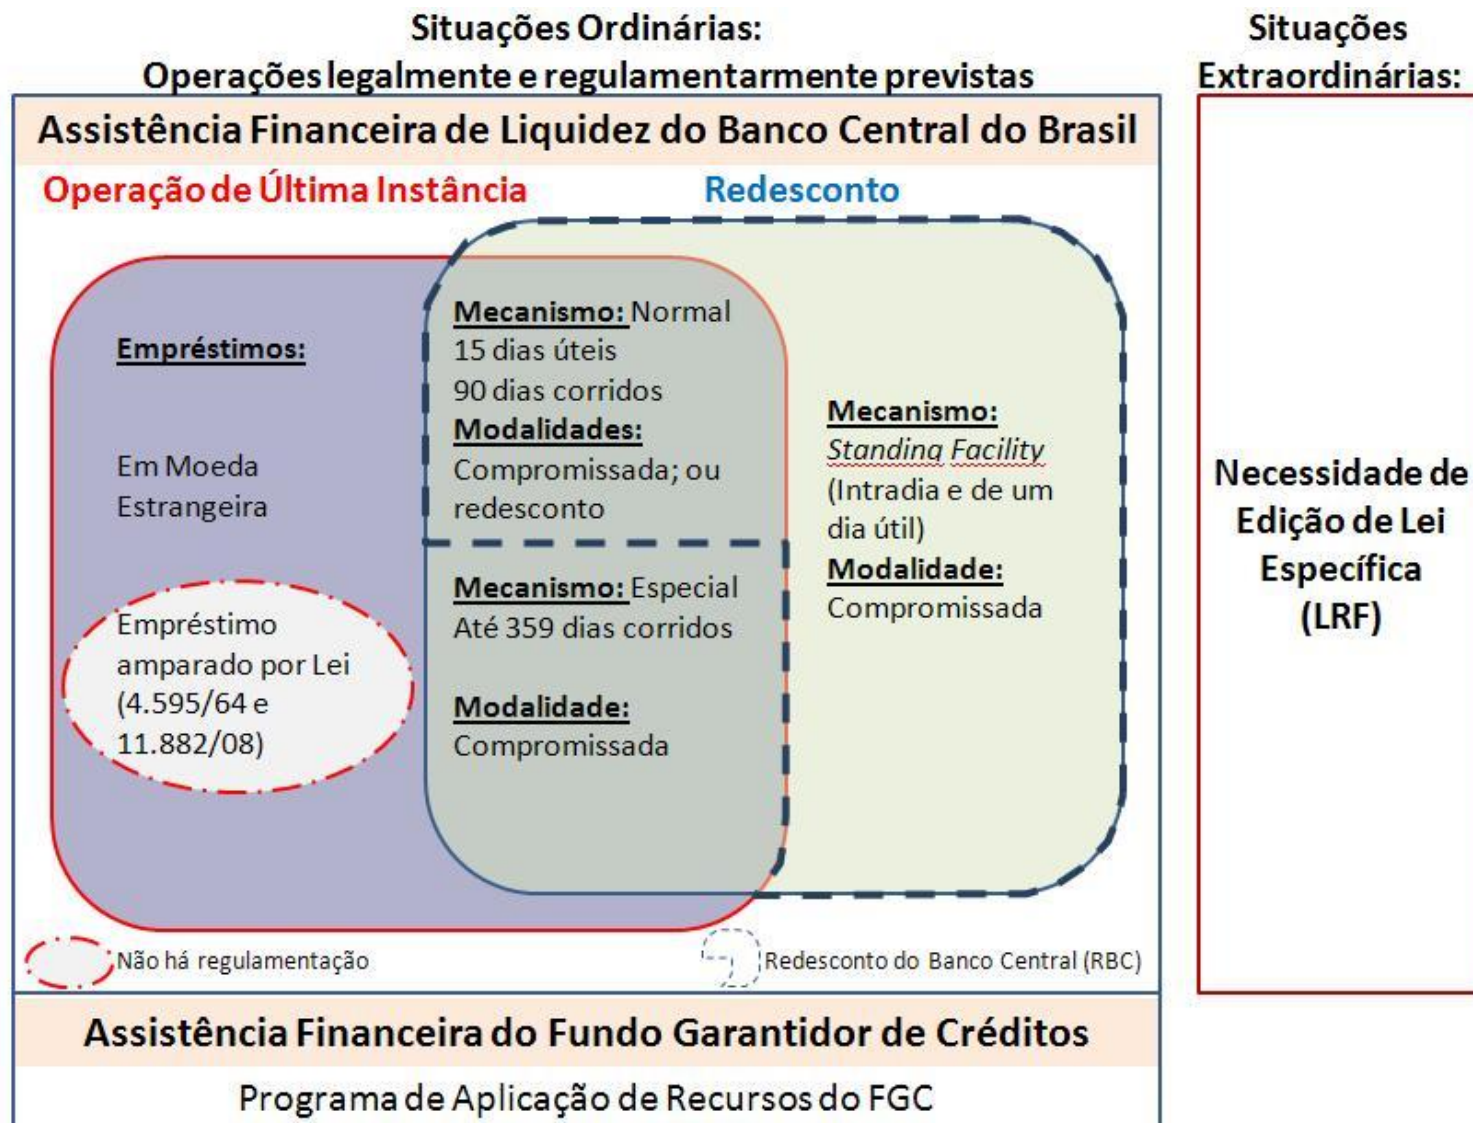 Situações Ordinárias:
Operações legalmente e regulamentarmente previstas
Situações
Extraordinárias:
Assistência Financeira de Liquidez do Banco Central do Brasil
Operação de Última Instância
Redesconto
Empréstimos:
Em Moeda
Estrangeira
Empréstimo
amparado por Lei
(4.595/64 e
11.882/08)
Mecanismo: Normal
15 dias úteis
90 dias corridos
Modalidades:
Compromissada; ou
redesconto
Mecanismo: Especial
Até 359 dias corridos
Modalidade:
Compromissada
Mecanismo:
Standing Facility
(Intradia e de um
dia útil)
Modalidade:
Compromissada
Necessidade de
Edição de Lei
Específica
(LRF)
Não há regulamentação
Redesconto do Banco Central (RBC)
Assistência Financeira do Fundo Garantidor de Créditos
Programa de Aplicação de Recursos do FGC